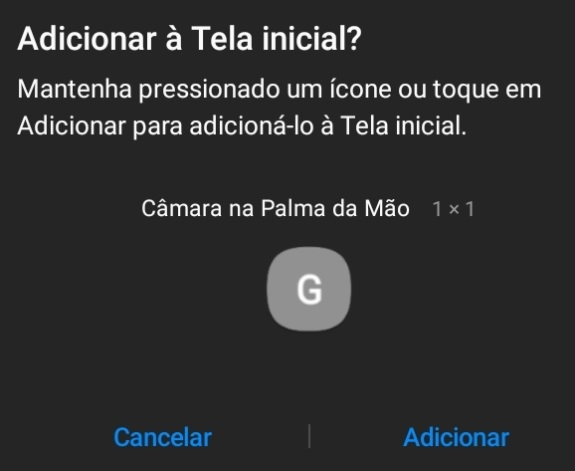 Adicionar à Tela inicial?
Mantenha pressionado um ícone ou toque em
Adicionar para adicioná-lo à Tela inicial.
Câmara na Palma da Mão 1 × 1
G
Cancelar | Adicionar